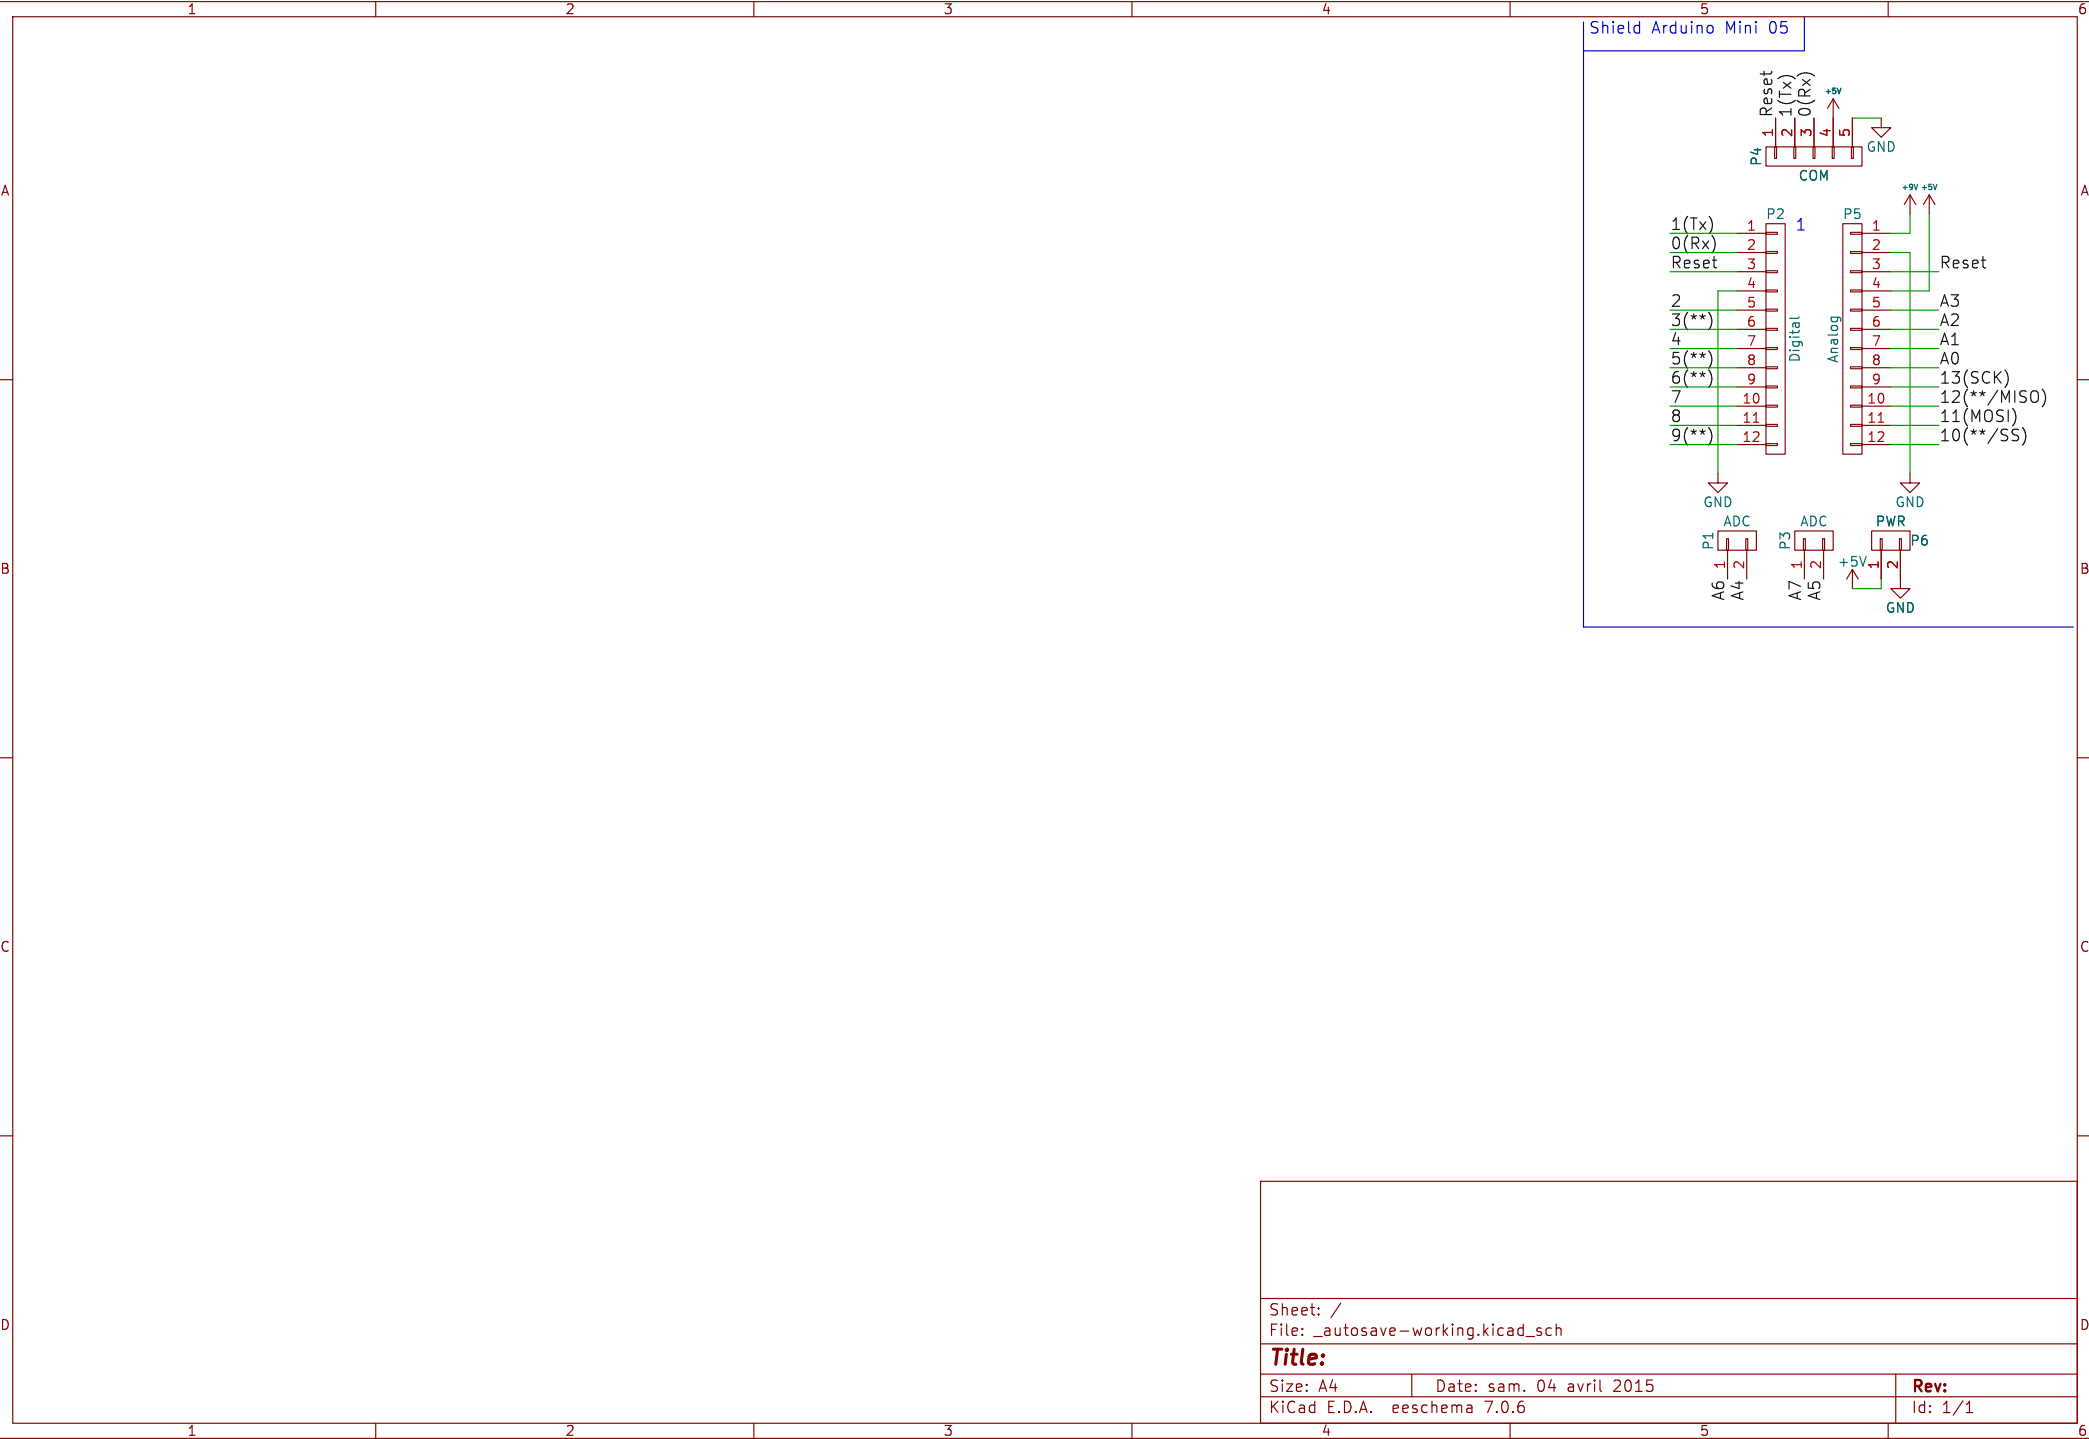 1 2 3 4 5 6
Shield Arduino Mini 05
Reset
1(Tx)
0(Rx)
+5V
1 2 3 4 5
GND
P4
COM
A A
+9V +5V
P2 1 P5
1(Tx) 1 1
0(Rx) 2 2
Reset 3 3 Reset
4 4
2 5 5 A3
3(**) 6 6 A2
4 7 7 A1
5(**) 8 8 A0
6(**) 9 9 13(SCK)
7 10 10 12(**/MISO)
8 11 11 11(MOSI)
9(**) 12 12 10(**/SS)
Digital
Analog
GND GND
ADC ADC PWR
P1 P3 P6
B B
+5V
1 2 1 2 1 2
A6 A4 A7 A5
GND
C C
Sheet: /
File: _autosave-working.kicad_sch
D D
Title:
Size: A4 Date: sam. 04 avril 2015 Rev:
KiCad E.D.A. eeschema 7.0.6 Id: 1/1
1 2 3 4 5 6